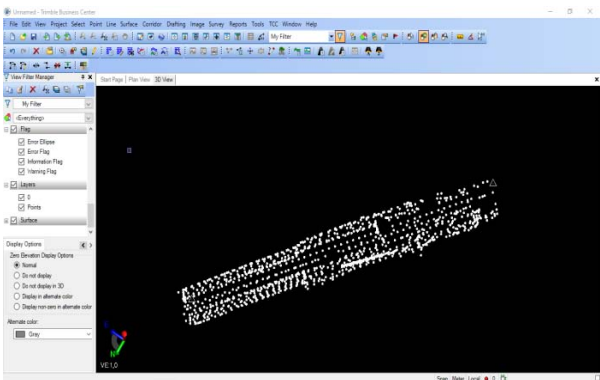 Unnamed - Trimble Business Center
File Edit View Project Select Point Line Surface Corridor Drafting Image Survey Reports Tools TCC Window Help
My Filter
View Filter Manager
Start Page Plan View 3D View
My Filter
<Everything>
Flag
Error Ellipse
Error Flag
Information Flag
Warning Flag
Layers
0
Points
Surface
Display Options
Zero Elevation Display Options
Normal
Do not display
Do not display in 3D
Display in alternate color
Display non-zero in alternate color
Alternate color:
Gray
N
VE:1,0
Snap Meter Local 0